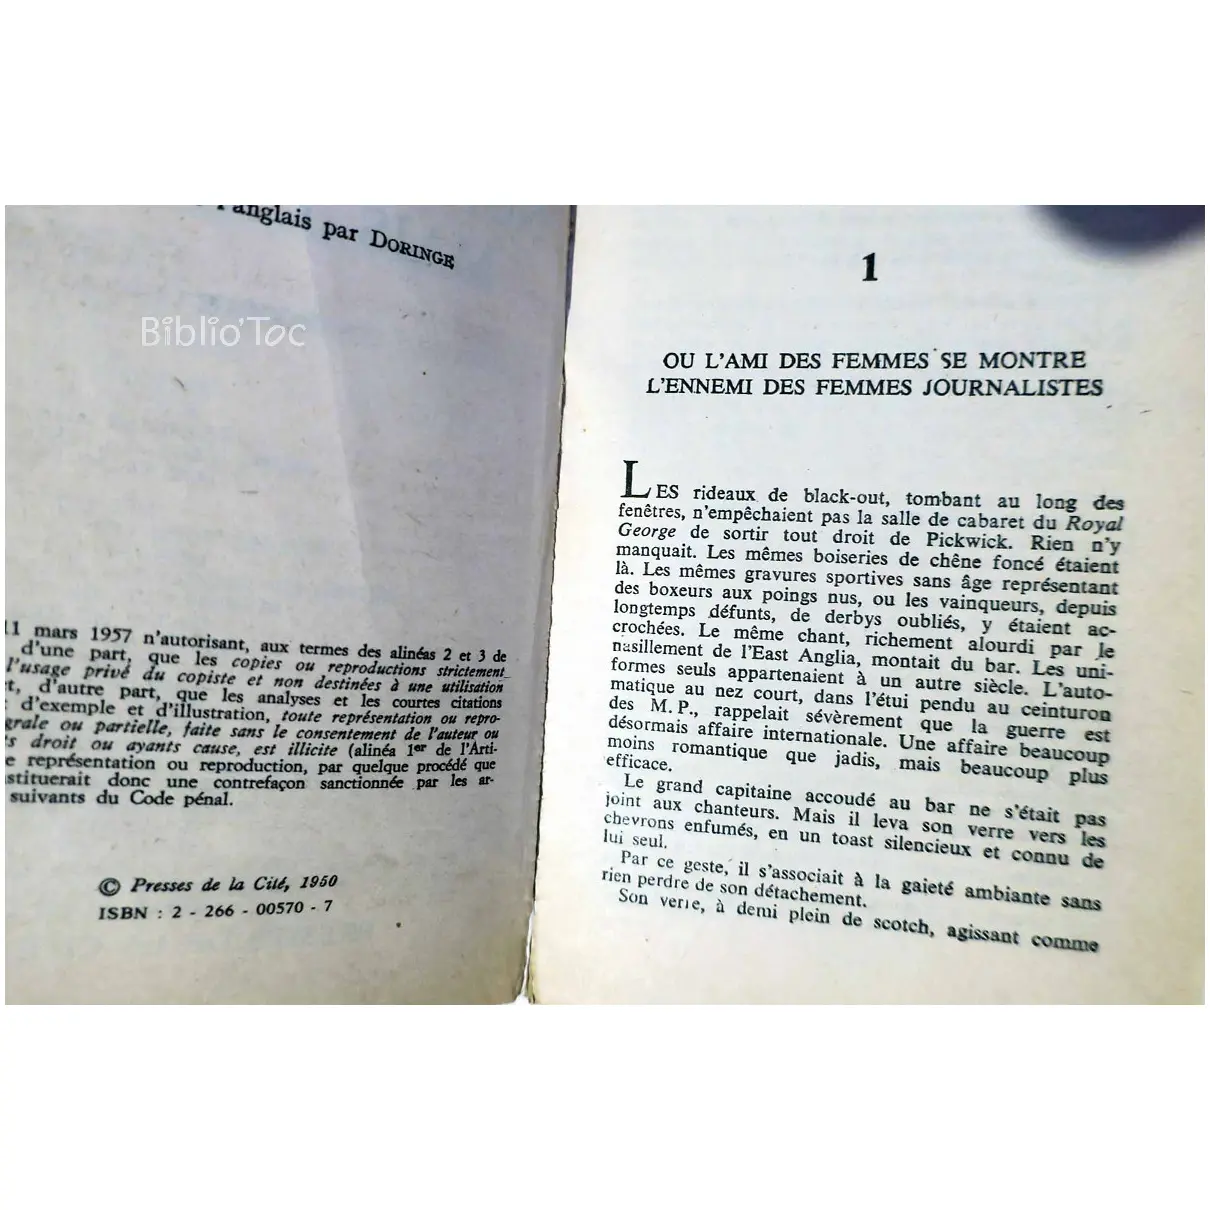 l'anglais par DORINGE
Biblio'Toc
11 mars 1957 n'autorisant, aux termes des alinéas 2 et 3 de
d'une part, que les copies ou reproductions strictement
l'usage privé du copiste et non destinées à une utilisation
d'autre part, que les analyses et les courtes citations
d'exemple et d'illustration, toute représentation ou repro-
ou partielle, faite sans le consentement de l'auteur ou
droit ou ayants cause, est illicite (alinéa 1er de l'Arti-
représentation ou reproduction, par quelque procédé que
donc une contrefaçon sanctionnée par les ar-
suivants du Code pénal.
© Presses de la Cité, 1950
ISBN : 2 - 266 - 00570 - 7
1
OU L'AMI DES FEMMES SE MONTRE
L'ENNEMI DES FEMMES JOURNALISTES
LES rideaux de black-out, tombant au long des
fenêtres, n'empêchaient pas la salle de cabaret du Royal
George de sortir tout droit de Pickwick. Rien n'y
manquait. Les mêmes boiseries de chêne foncé étaient
là. Les mêmes gravures sportives sans âge représentant
des boxeurs aux poings nus, ou les vainqueurs, depuis
longtemps défunts, de derbys oubliés, y étaient ac-
crochées. Le même chant, richement alourdi par le
nasillement de l'East Anglia, montait du bar. Les uni-
formes seuls appartenaient à un autre siècle. L'auto-
matique au nez court, dans l'étui pendu au ceinturon
des M.P., rappelait sévèrement que la guerre est
désormais affaire internationale. Une affaire beaucoup
moins romantique que jadis, mais beaucoup plus
efficace.
Le grand capitaine accoudé au bar ne s'était pas
joint aux chanteurs. Mais il leva son verre vers les
chevrons enfumés, en un toast silencieux et connu de
lui seul.
Par ce geste, il s'associait à la gaieté ambiante sans
rien perdre de son détachement.
Son verre, à demi plein de scotch, agissant comme